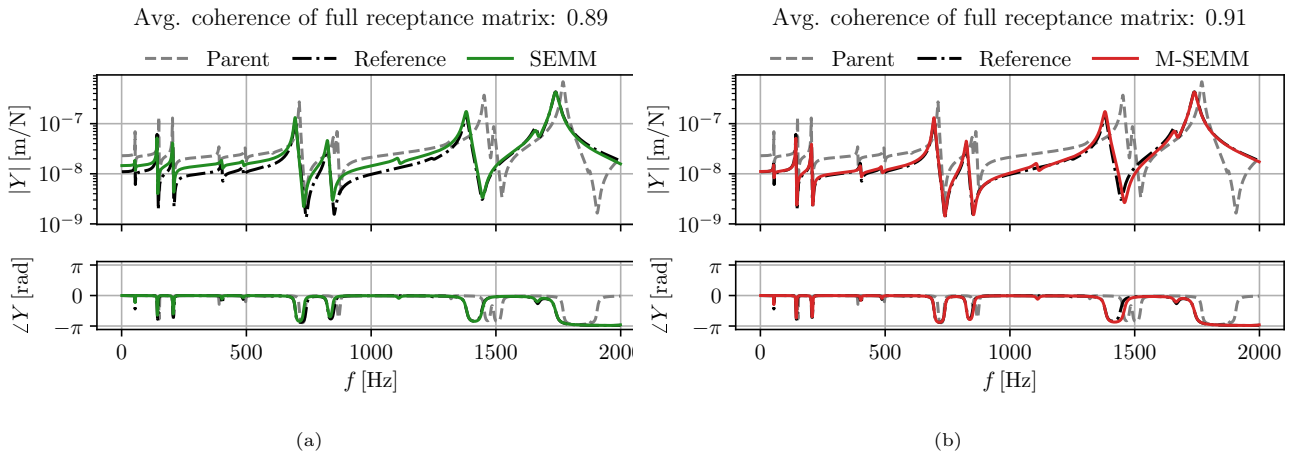 Avg. coherence of full receptance matrix: 0.89
Parent Reference SEMM
10⁻⁷
10⁻⁸
10⁻⁹
|Y| [m/N]
π
0
−π
∠Y [rad]
0 500 1000 1500 2000
f [Hz]
(a)
Avg. coherence of full receptance matrix: 0.91
Parent Reference M-SEMM
10⁻⁷
10⁻⁸
10⁻⁹
|Y| [m/N]
π
0
−π
∠Y [rad]
0 500 1000 1500 2000
f [Hz]
(b)